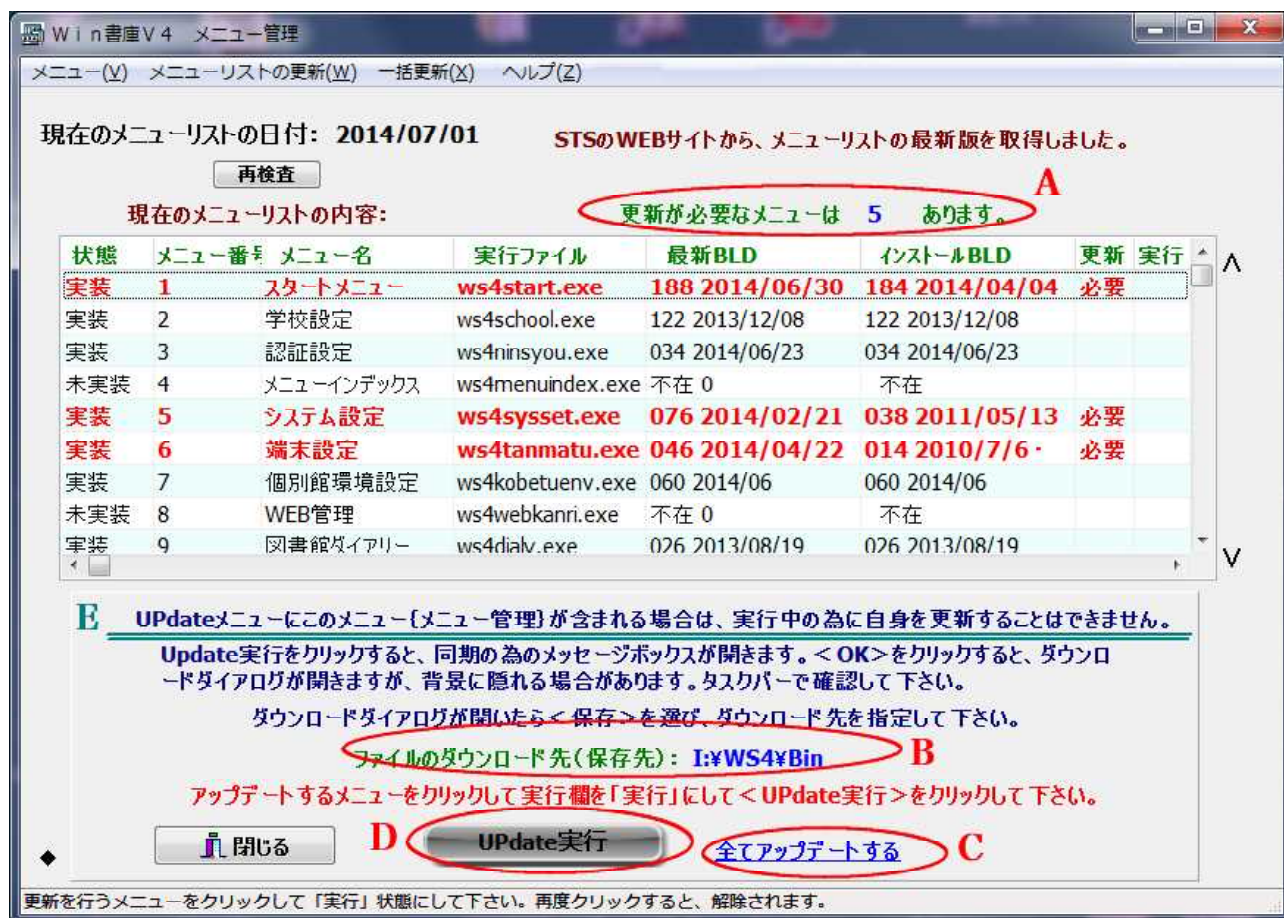 Win書庫V4 メニュー管理
メニュー(V) メニューリストの更新(W) 一括更新(X) ヘルプ(Z)
現在のメニューリストの日付: 2014/07/01 STSのWEBサイトから、メニューリストの最新版を取得しました。
再検査 A
現在のメニューリストの内容: 更新が必要なメニューは 5 あります。
状態 メニュー番号 メニュー名 実行ファイル 最新BLD インストールBLD 更新 実行
実装 1 スタートメニュー ws4start.exe 188 2014/06/30 184 2014/04/04 必要
実装 2 学校設定 ws4school.exe 122 2013/12/08 122 2013/12/08
実装 3 認証設定 ws4ninsyou.exe 034 2014/06/23 034 2014/06/23
未実装 4 メニューインデックス ws4menuindex.exe 不在 0 不在
実装 5 システム設定 ws4sysset.exe 076 2014/02/21 038 2011/05/13 必要
実装 6 端末設定 ws4tanmatu.exe 046 2014/04/22 014 2010/7/6・ 必要
実装 7 個別館環境設定 ws4kobetuenv.exe 060 2014/06 060 2014/06
未実装 8 WEB管理 ws4webkanri.exe 不在 0 不在
実装 9 図書館ダイアリー ws4dialy.exe 026 2013/08/19 026 2013/08/19
E UPdateメニューにこのメニュー{メニュー管理}が含まれる場合は、実行中の為に自身を更新することはできません。
Update実行をクリックすると、同期の為のメッセージボックスが開きます。<OK>をクリックすると、ダウンロ
ードダイアログが開きますが、背景に隠れる場合があります。タスクバーで確認して下さい。
ダウンロードダイアログが開いたら<保存>を選び、ダウンロード先を指定して下さい。
ファイルのダウンロード先(保存先): I:¥WS4¥Bin B
アップデートするメニューをクリックして実行欄を「実行」にして<UPdate実行>をクリックして下さい。
閉じる D UPdate実行 全てアップデートする C
更新を行うメニューをクリックして「実行」状態にして下さい。再度クリックすると、解除されます。